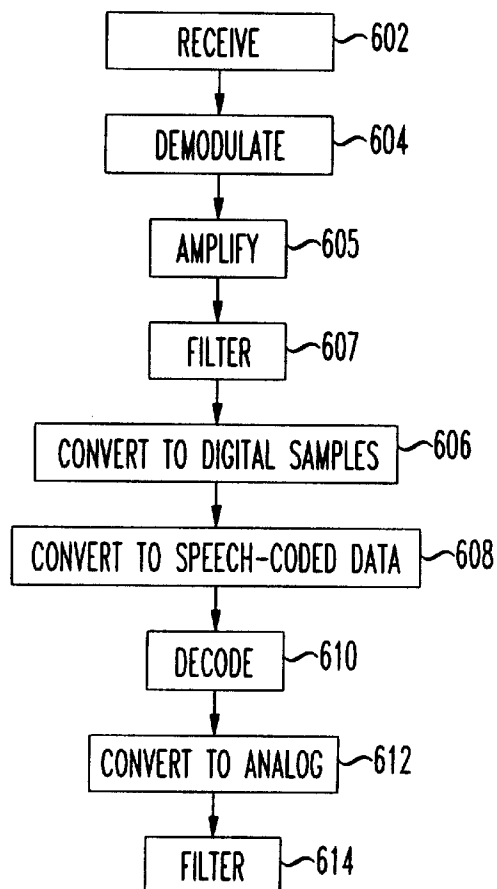 RECEIVE 602
DEMODULATE 604
AMPLIFY 605
FILTER 607
CONVERT TO DIGITAL SAMPLES 606
CONVERT TO SPEECH-CODED DATA 608
DECODE 610
CONVERT TO ANALOG 612
FILTER 614